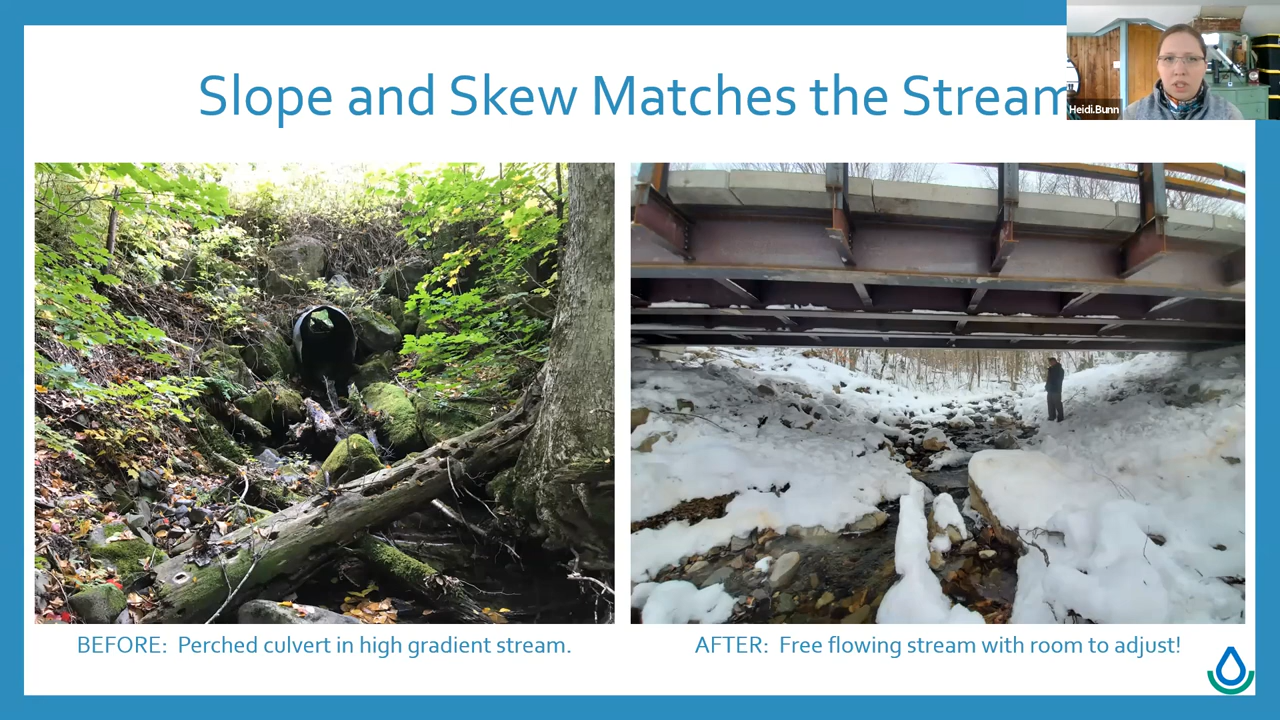 Slope and Skew Matches the Stream
Heidi.Bunn
BEFORE:  Perched culvert in high gradient stream.
AFTER:  Free flowing stream with room to adjust!